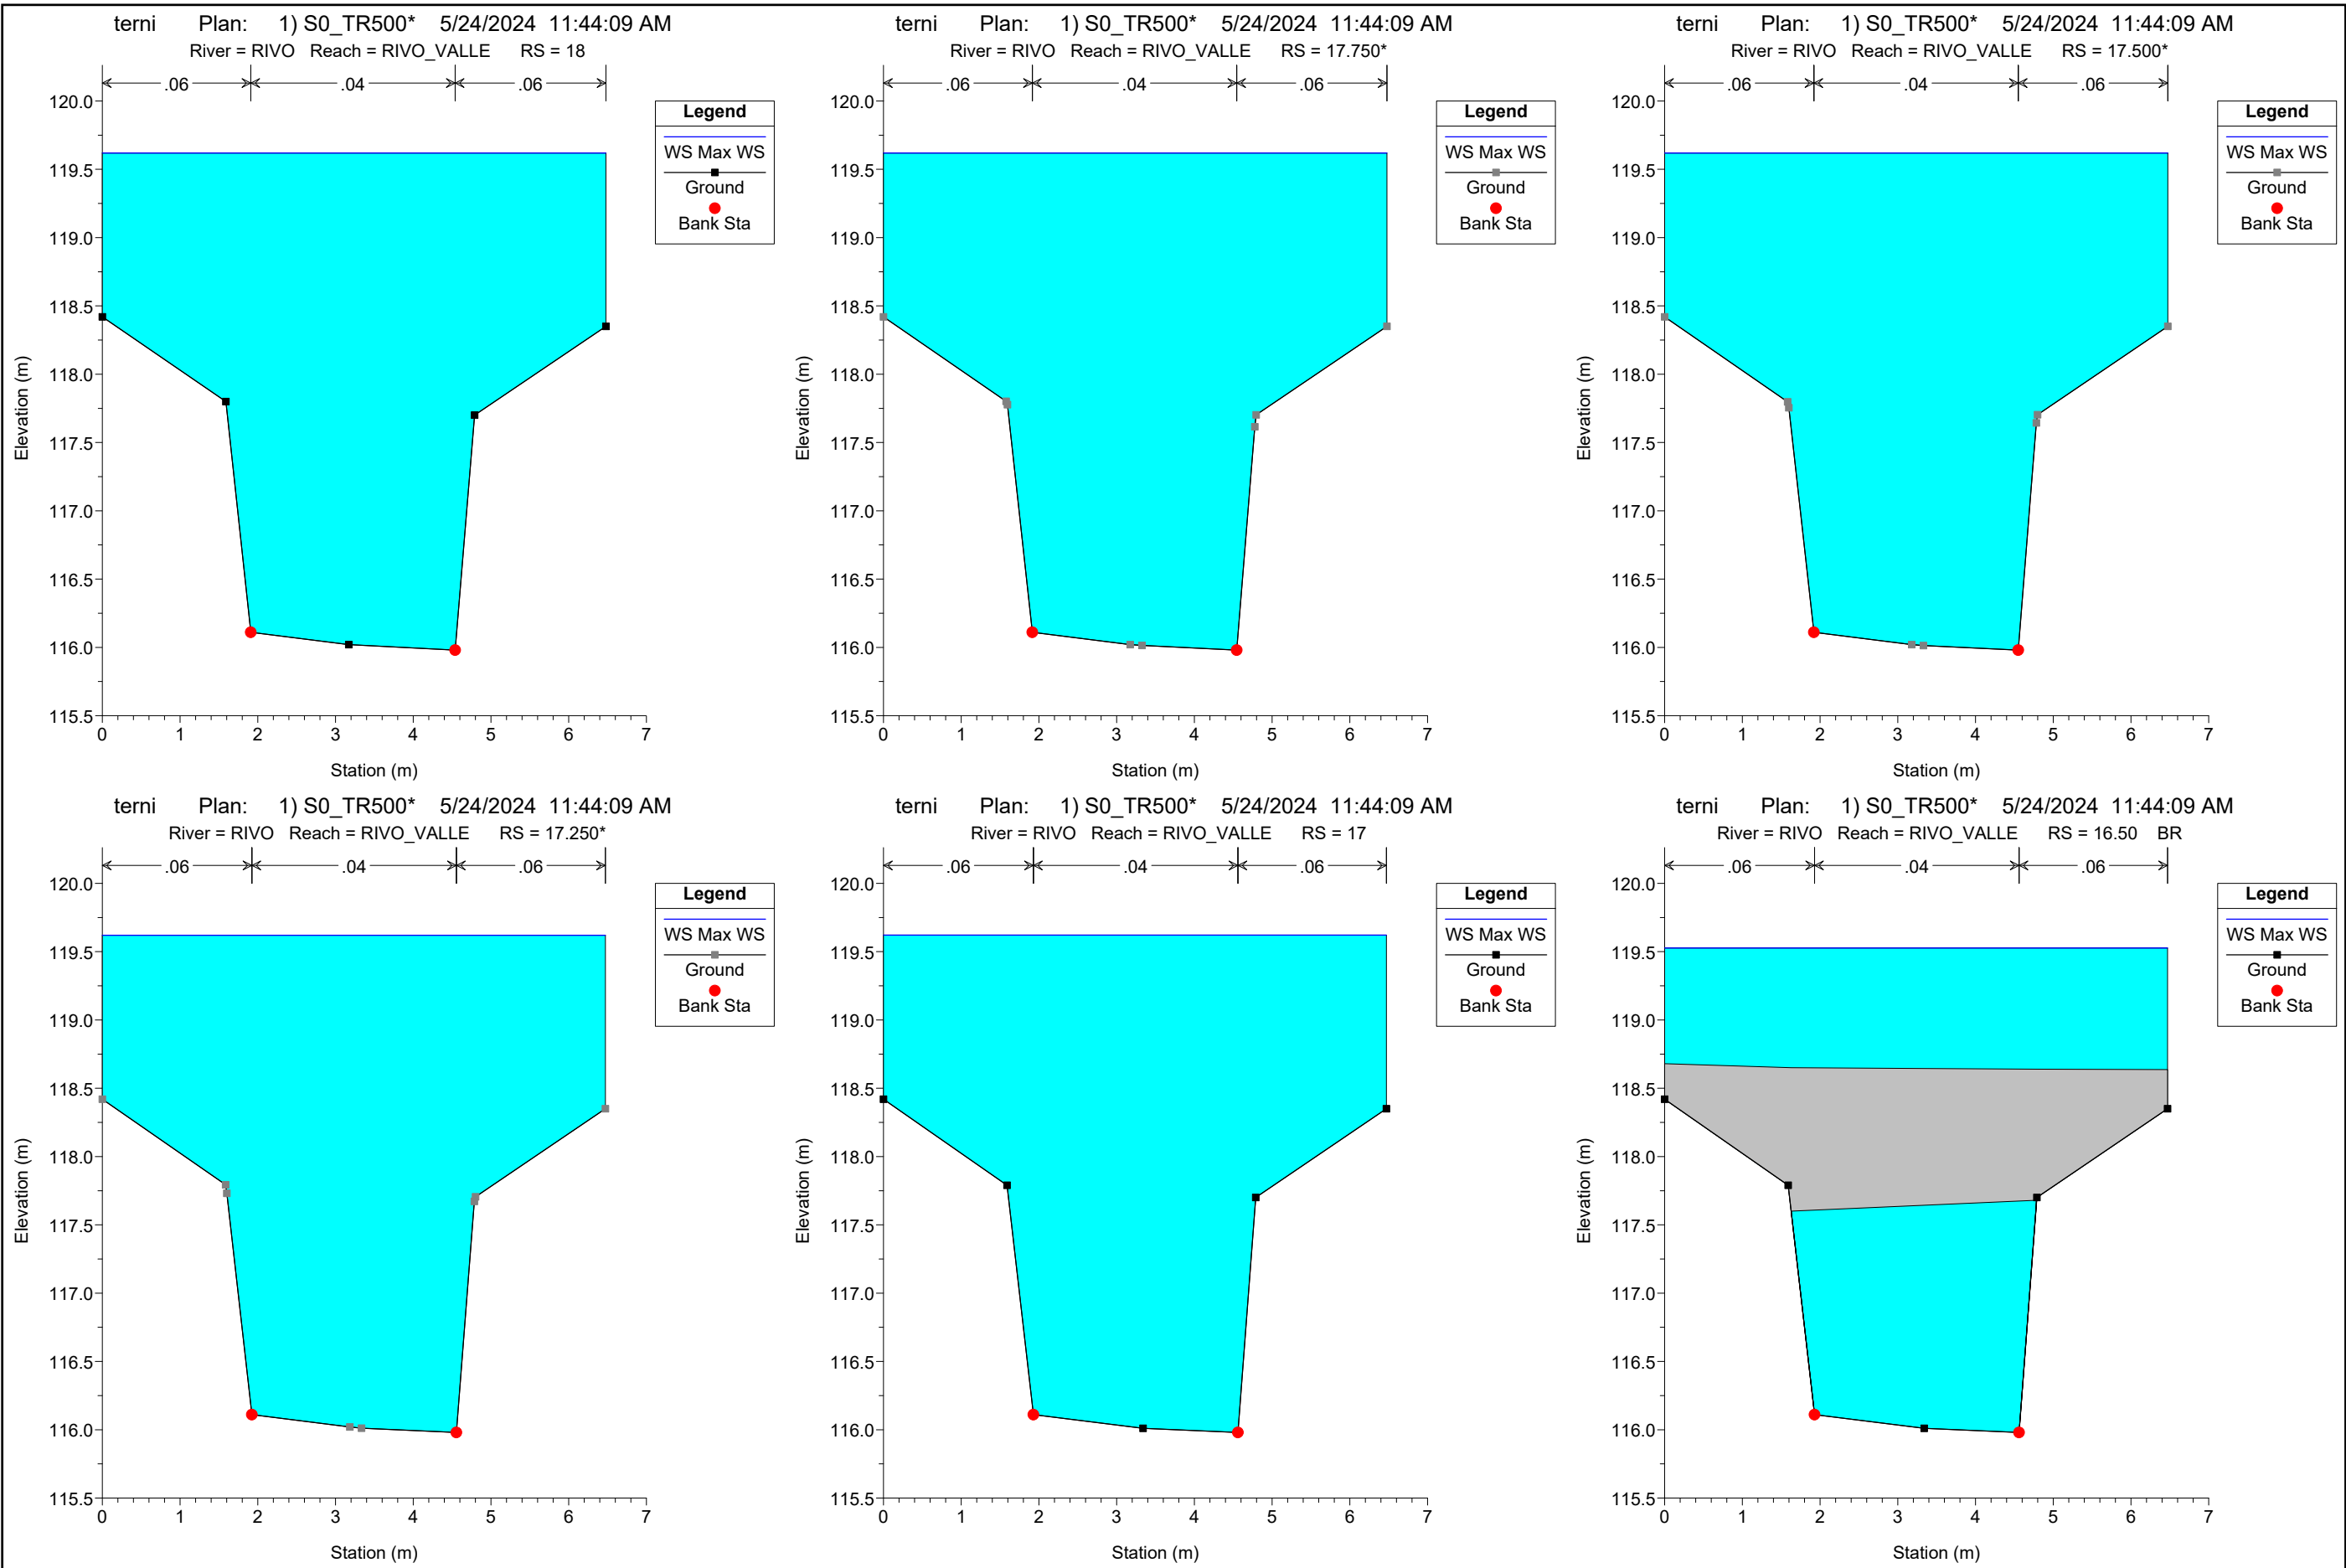 terni Plan: 1) S0_TR500* 5/24/2024 11:44:09 AM
River = RIVO Reach = RIVO_VALLE RS = 18
.06 .04 .06
Legend
WS Max WS
Ground
Bank Sta
120.0
119.5
119.0
118.5
118.0
117.5
117.0
116.5
116.0
115.5
Elevation (m)
0 1 2 3 4 5 6 7
Station (m)
terni Plan: 1) S0_TR500* 5/24/2024 11:44:09 AM
River = RIVO Reach = RIVO_VALLE RS = 17.750*
.06 .04 .06
Legend
WS Max WS
Ground
Bank Sta
120.0
119.5
119.0
118.5
118.0
117.5
117.0
116.5
116.0
115.5
Elevation (m)
0 1 2 3 4 5 6 7
Station (m)
terni Plan: 1) S0_TR500* 5/24/2024 11:44:09 AM
River = RIVO Reach = RIVO_VALLE RS = 17.500*
.06 .04 .06
Legend
WS Max WS
Ground
Bank Sta
120.0
119.5
119.0
118.5
118.0
117.5
117.0
116.5
116.0
115.5
Elevation (m)
0 1 2 3 4 5 6 7
Station (m)
terni Plan: 1) S0_TR500* 5/24/2024 11:44:09 AM
River = RIVO Reach = RIVO_VALLE RS = 17.250*
.06 .04 .06
Legend
WS Max WS
Ground
Bank Sta
120.0
119.5
119.0
118.5
118.0
117.5
117.0
116.5
116.0
115.5
Elevation (m)
0 1 2 3 4 5 6 7
Station (m)
terni Plan: 1) S0_TR500* 5/24/2024 11:44:09 AM
River = RIVO Reach = RIVO_VALLE RS = 17
.06 .04 .06
Legend
WS Max WS
Ground
Bank Sta
120.0
119.5
119.0
118.5
118.0
117.5
117.0
116.5
116.0
115.5
Elevation (m)
0 1 2 3 4 5 6 7
Station (m)
terni Plan: 1) S0_TR500* 5/24/2024 11:44:09 AM
River = RIVO Reach = RIVO_VALLE RS = 16.50 BR
.06 .04 .06
Legend
WS Max WS
Ground
Bank Sta
120.0
119.5
119.0
118.5
118.0
117.5
117.0
116.5
116.0
115.5
Elevation (m)
0 1 2 3 4 5 6 7
Station (m)